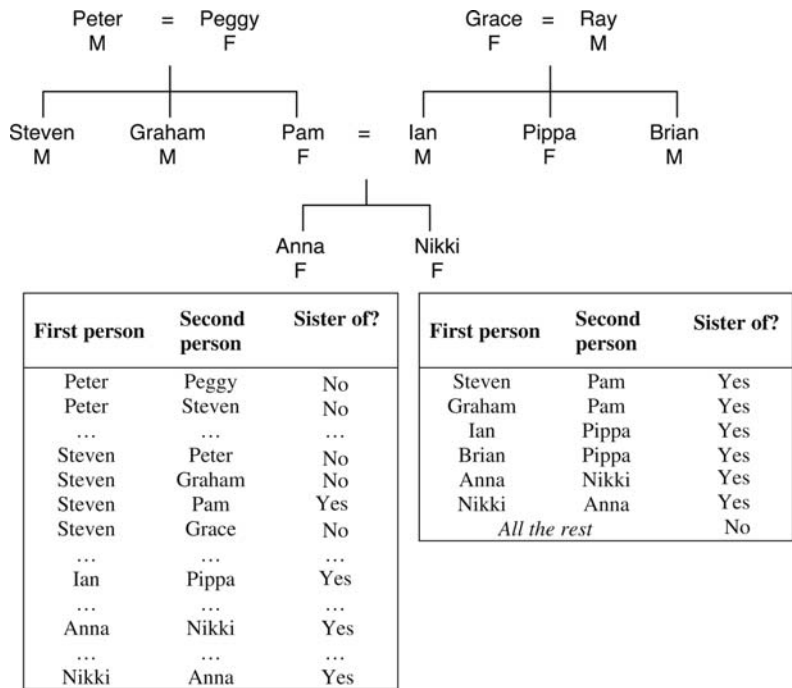 Peter = Peggy Grace = Ray
M F F M
Steven Graham Pam = Ian Pippa Brian
M M F M F M
Anna Nikki
F F
First person Second person Sister of?
Peter Peggy No
Peter Steven No
... ... ...
Steven Peter No
Steven Graham No
Steven Pam Yes
Steven Grace No
... ... ...
Ian Pippa Yes
... ... ...
Anna Nikki Yes
... ... ...
Nikki Anna Yes
First person Second person Sister of?
Steven Pam Yes
Graham Pam Yes
Ian Pippa Yes
Brian Pippa Yes
Anna Nikki Yes
Nikki Anna Yes
All the rest No